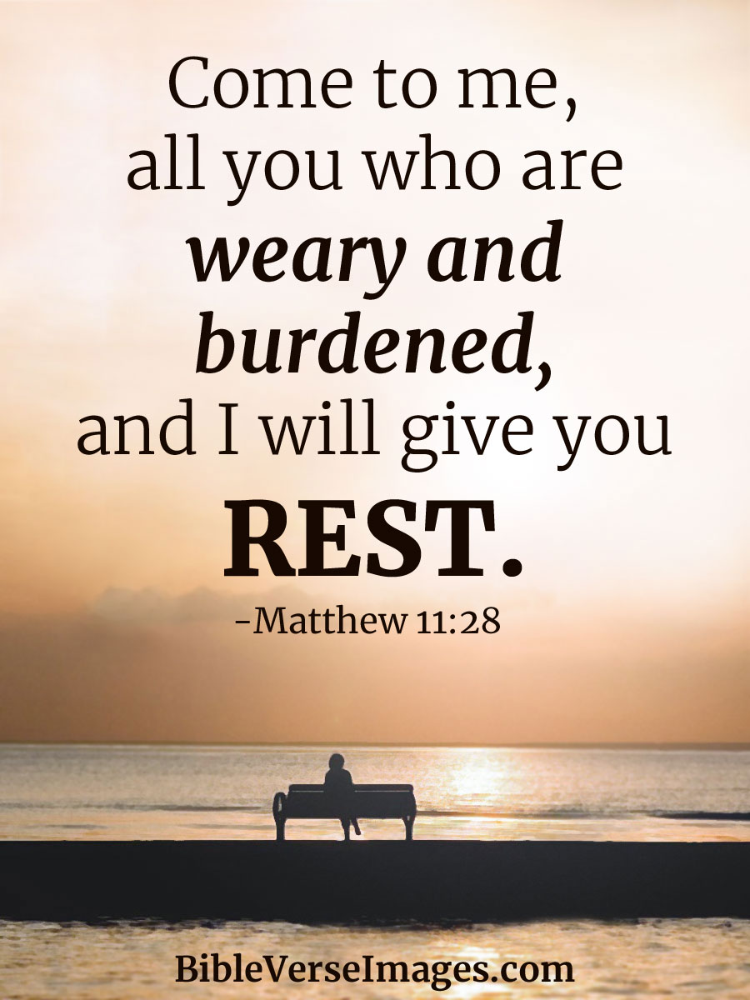 Come to me,
all you who are
weary and
burdened,
and I will give you
REST.
-Matthew 11:28
BibleVerseImages.com